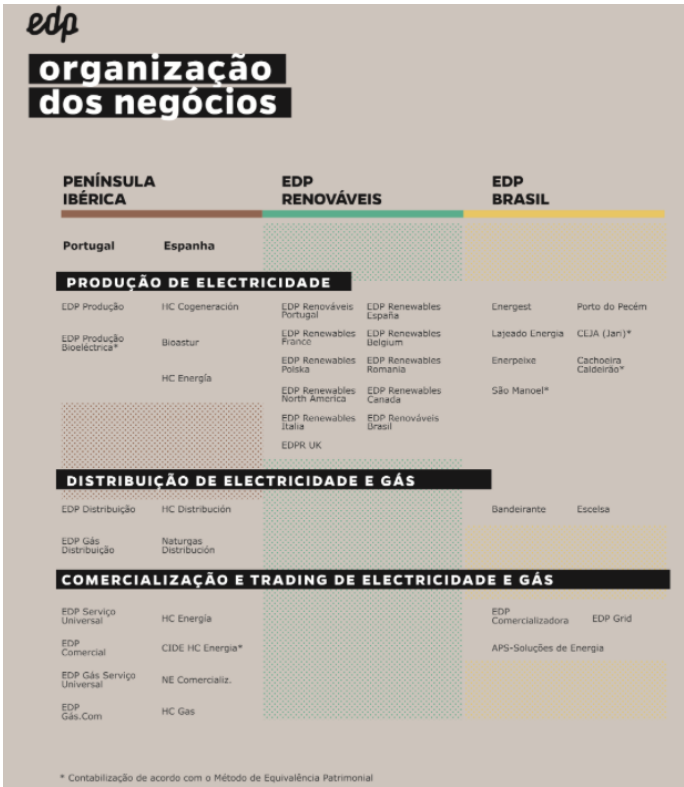 edp
organização
dos negócios
PENÍNSULA
IBÉRICA
EDP
RENOVÁVEIS
EDP
BRASIL
Portugal
Espanha
PRODUÇÃO DE ELECTRICIDADE
EDP Produção
HC Cogeneración
EDP Renováveis
Portugal
EDP Renewables
España
Energest
Porto do Pecém
EDP Produção
Bioeléctrica*
Bioastur
EDP Renewables
France
EDP Renewables
Belgium
Lajeado Energia
CEJA (Jan)*
HC Energía
EDP Renewables
Polska
EDP Renewables
Romania
Enerpeixe
Cachoeira
Caldeirão*
EDP Renewables
North America
EDP Renewables
Canada
São Manoel*
EDP Renewables
Italia
EDP Renováveis
Brasil
EDPR UK
DISTRIBUIÇÃO DE ELECTRICIDADE E GÁS
EDP Distribuição
HC Distribución
Bandeirante
Escelsa
EDP Gás
Distribuição
Naturgas
Distribución
COMERCIALIZAÇÃO E TRADING DE ELECTRICIDADE E GÁS
EDP Serviço
Universal
HC Energía
EDP
Comercializadora
EDP Grid
EDP
Comercial
CIDE HC Energia*
APS-Soluções de Energia
EDP Gás Serviço
Universal
NE Comercializ.
EDP
Gás.Com
HC Gas
* Contabilização de acordo com o Método de Equivalência Patrimonial